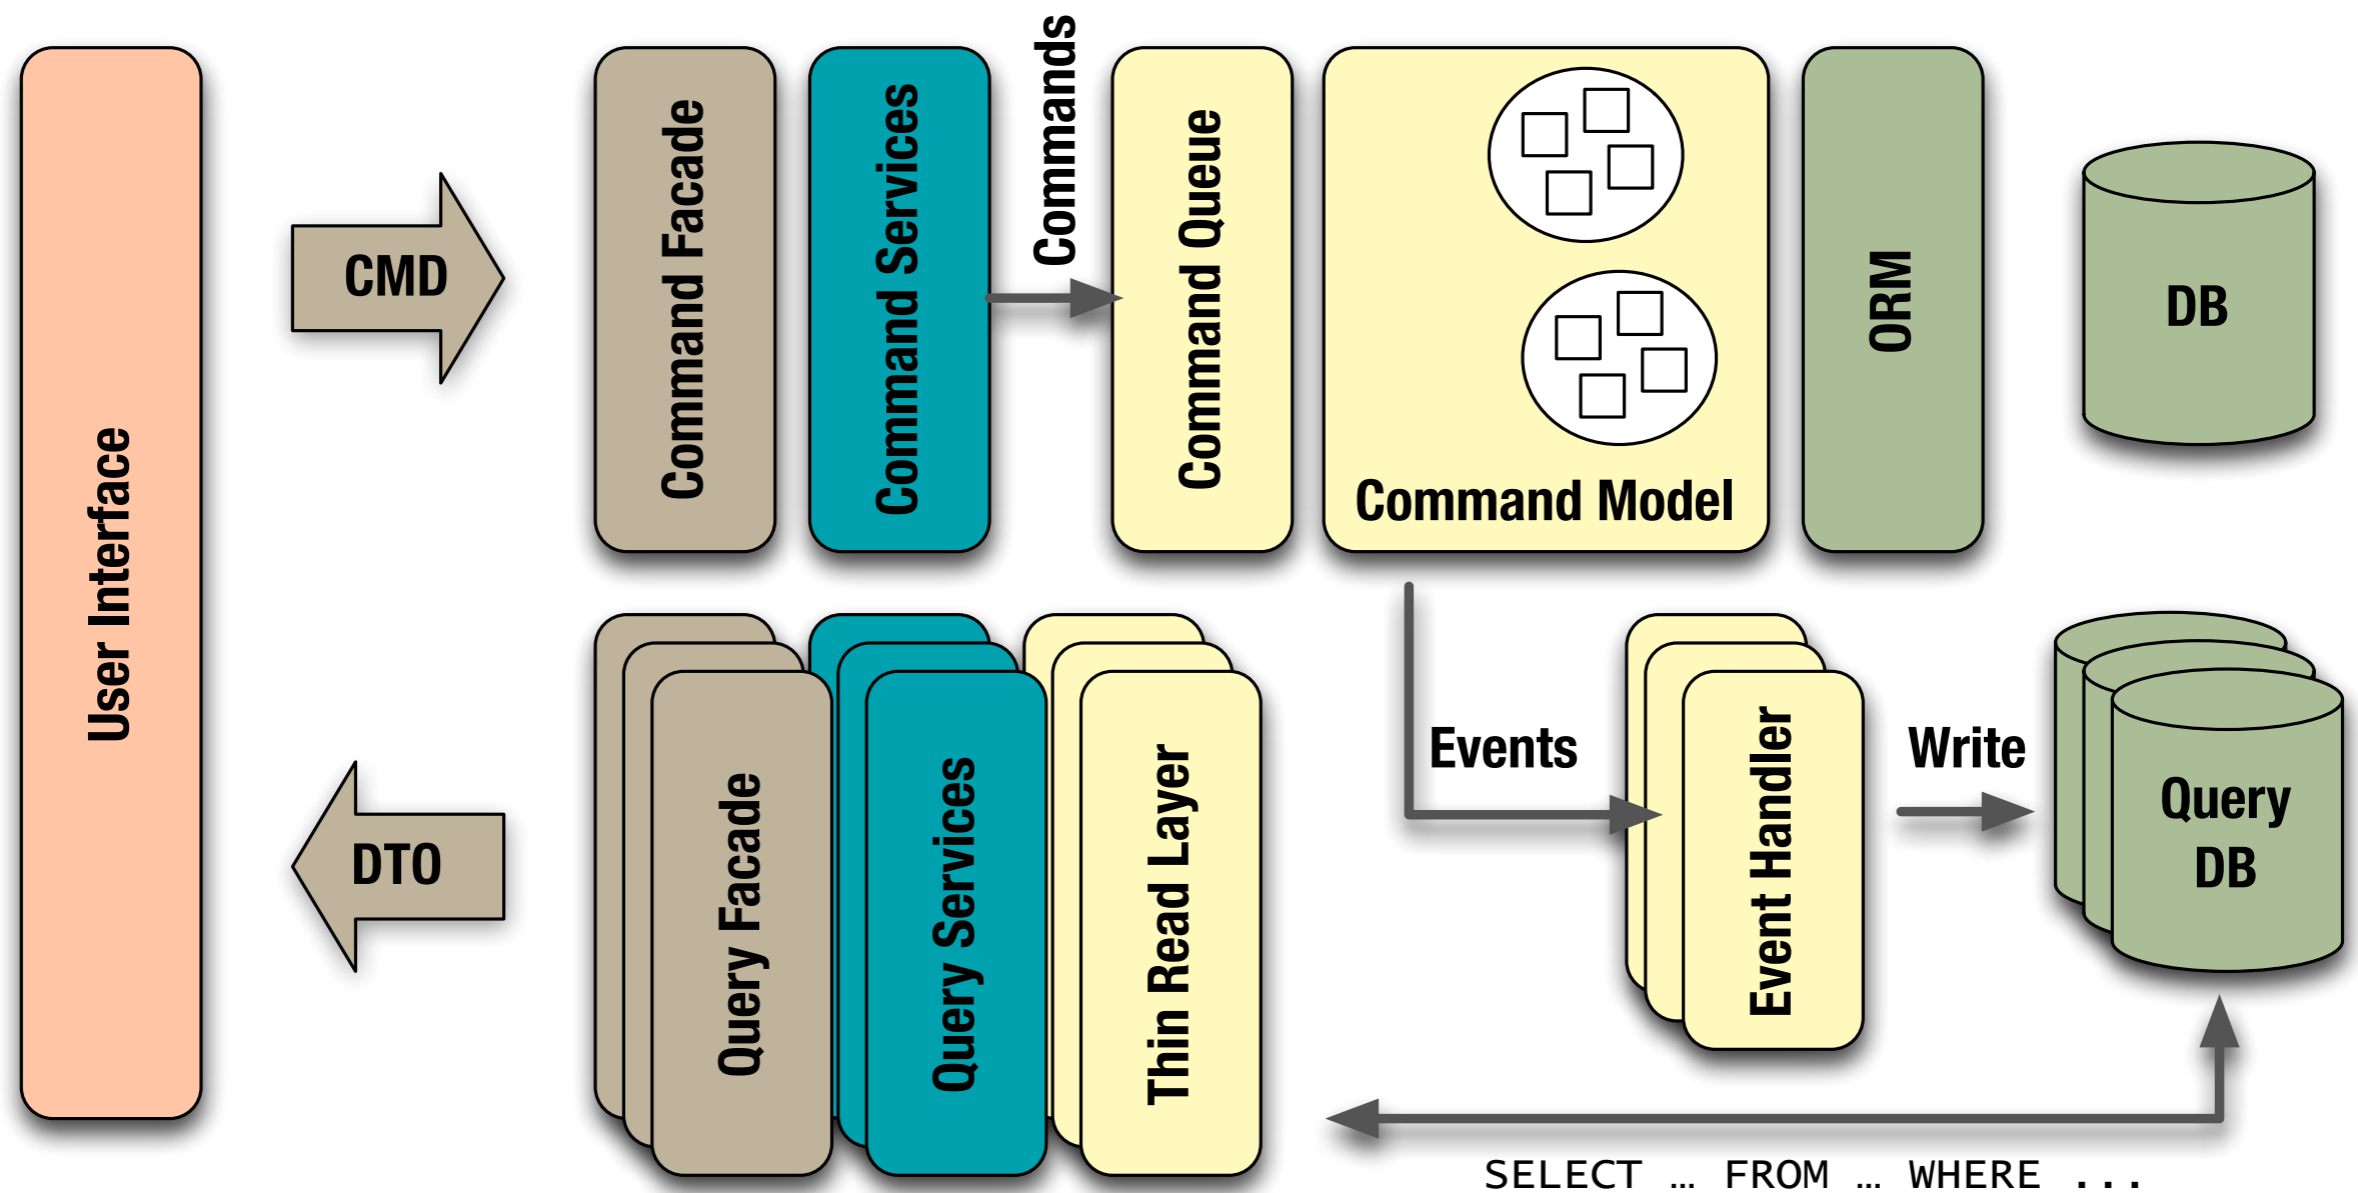 User Interface
CMD
Command Facade
Command Services
Commands
Command Queue
Command Model
ORM
DB
DTO
Query Facade
Query Services
Thin Read Layer
Events
Event Handler
Write
Query
DB
SELECT … FROM … WHERE ...